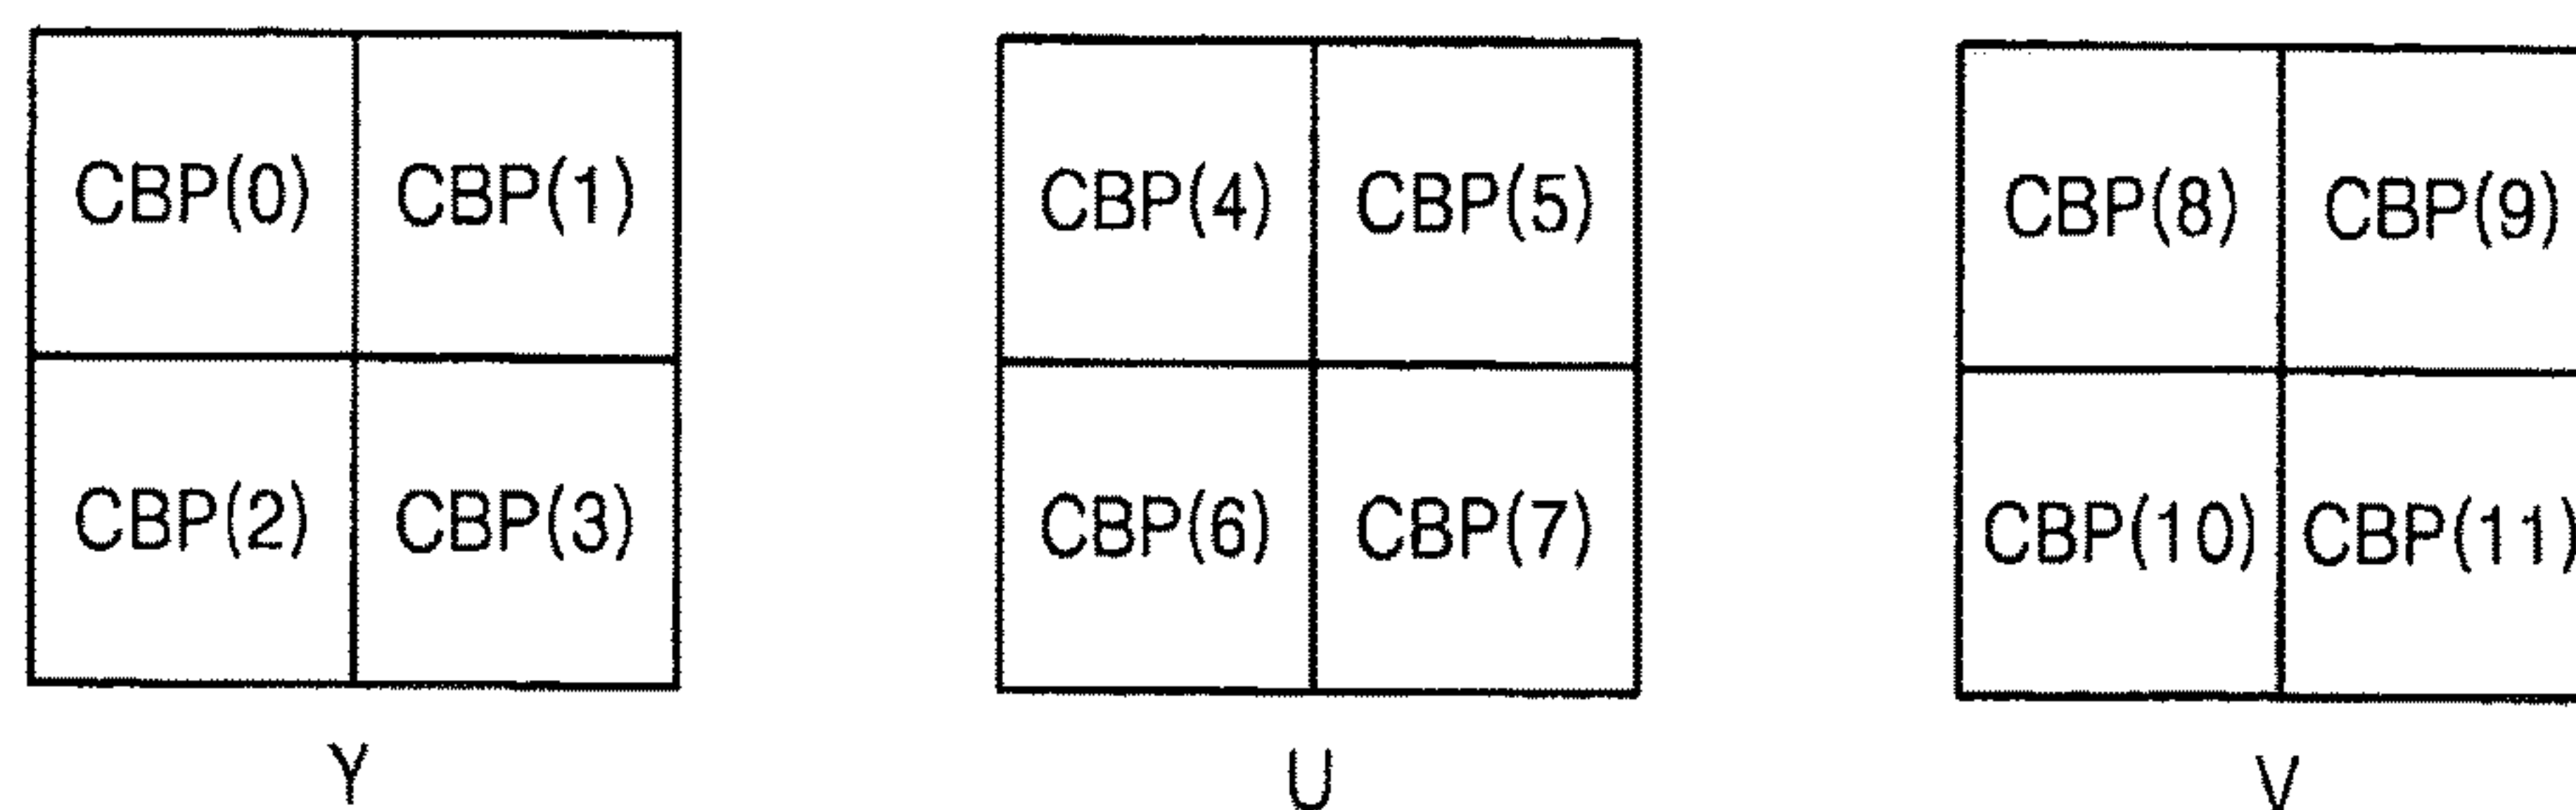 CBP(0) CBP(1) CBP(4) CBP(5) CBP(8) CBP(9)
CBP(2) CBP(3) CBP(6) CBP(7) CBP(10) CBP(11)
Y U V